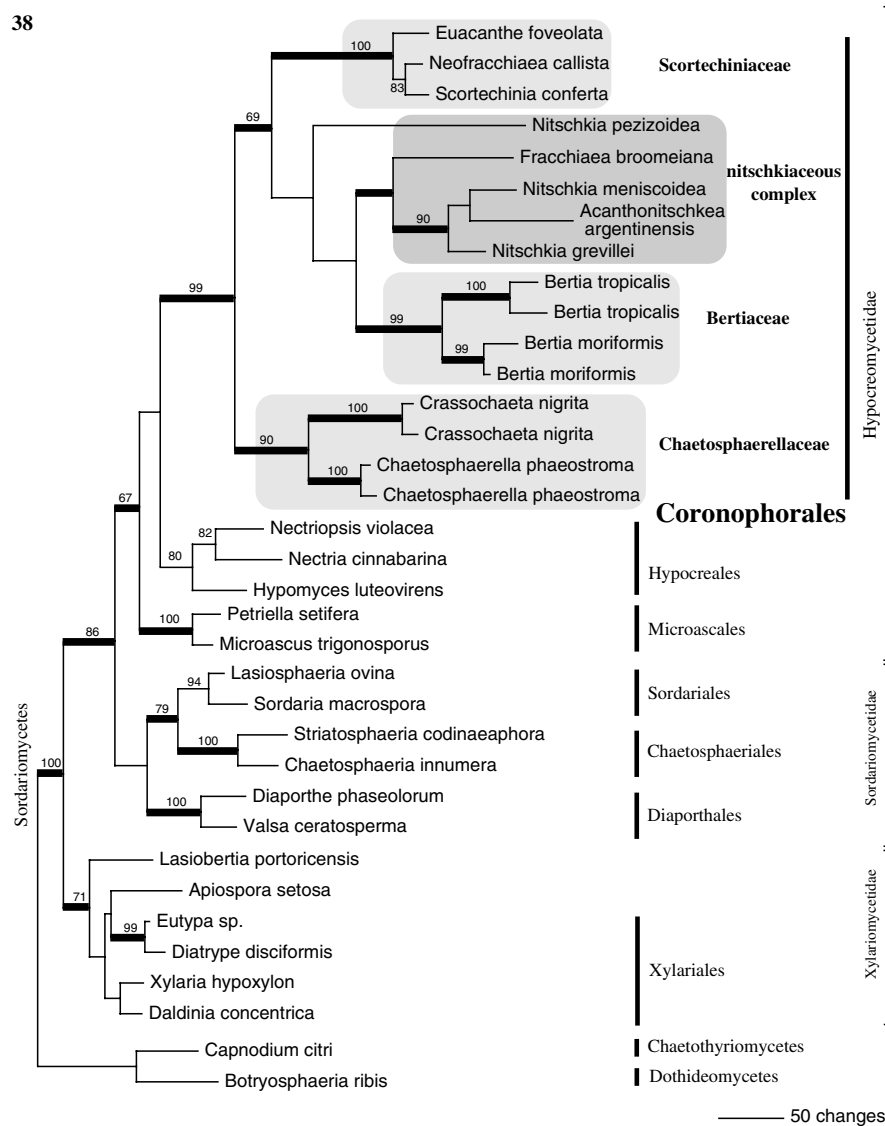 38
100
Euacanthe foveolata
Neofracchiaea callista
83
Scortechinia conferta
Scortechiniaceae
69
Nitschkia pezizoidea
Fracchiaea broomeiana
nitschkiaceous
complex
Nitschkia meniscoidea
90
Acanthonitschkea
argentinensis
Nitschkia grevillei
99
100
Bertia tropicalis
Bertia tropicalis
99
Bertiaceae
Bertia moriformis
99
Bertia moriformis
Hypocreomycetidae
100
Crassochaeta nigrita
Crassochaeta nigrita
90
Chaetosphaerellaceae
Chaetosphaerella phaeostroma
100
Chaetosphaerella phaeostroma
Coronophorales
67
82
Nectriopsis violacea
80
Nectria cinnabarina
Hypomyces luteovirens
Hypocreales
100
Petriella setifera
Microascus trigonosporus
Microascales
86
94
Lasiosphaeria ovina
Sordaria macrospora
Sordariales
79
Striatosphaeria codinaeaphora
100
Chaetosphaeria innumera
Chaetosphaeriales
Sordariomycetidae
100
Diaporthe phaseolorum
Valsa ceratosperma
Diaporthales
Sordariomycetes
100
Lasiobertia portoricensis
71
Apiospora setosa
99
Eutypa sp.
Diatrype disciformis
Xylaria hypoxylon
Daldinia concentrica
Xylariales
Xylariomycetidae
Capnodium citri
Chaetothyriomycetes
Botryosphaeria ribis
Dothideomycetes
50 changes